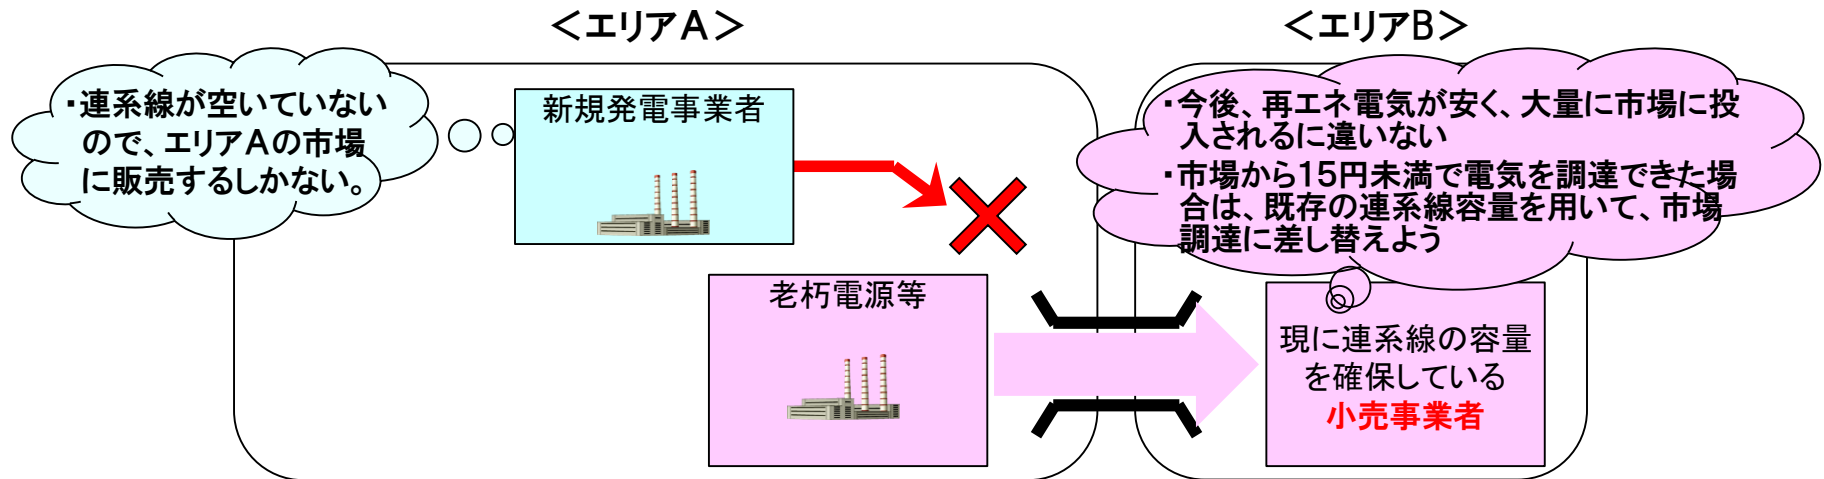 ＜エリアA＞
＜エリアB＞
・連系線が空いていない
ので、エリアAの市場
に販売するしかない。
新規発電事業者
・今後、再エネ電気が安く、大量に市場に投
入されるに違いない
・市場から15円未満で電気を調達できた場
合は、既存の連系線容量を用いて、市場
調達に差し替えよう
老朽電源等
現に連系線の容量
を確保している
小売事業者